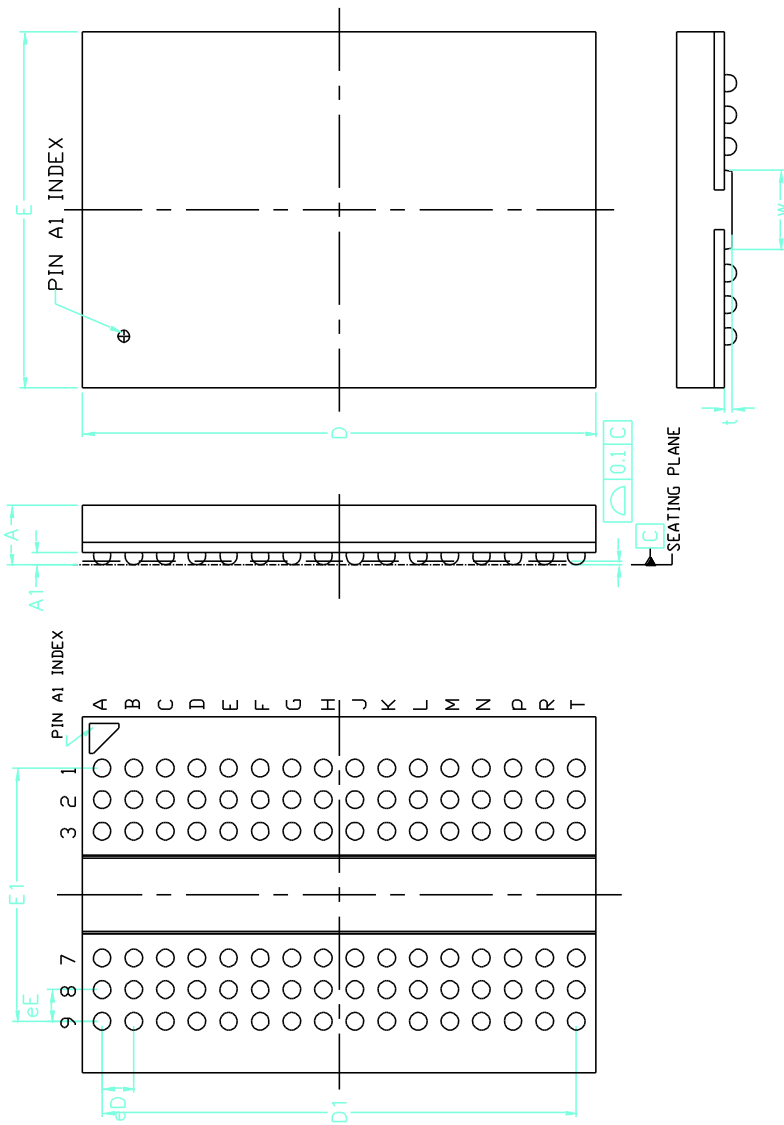 E
PIN A1 INDEX
W
t
D
0.1 C
C
SEATING PLANE
A
A1
PIN A1 INDEX
A B C D E F G H J K L M N P R T
1
2
3
7
8
9
E1
eE
eD1
D1